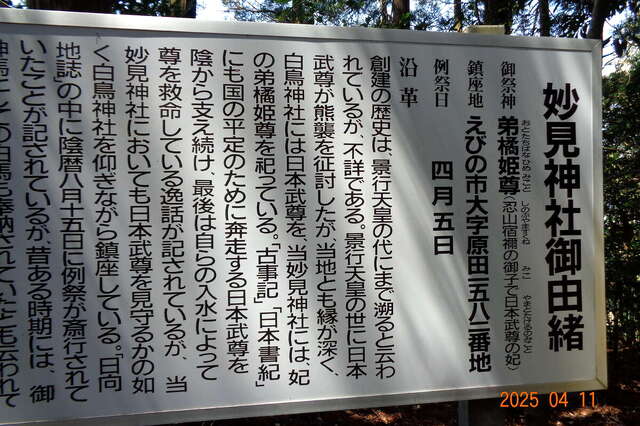 妙見神社御由緒
御祭神 弟橘姫尊(忍山宿禰の御子で日本武尊の妃)
おとたちばなひめ みこと しのぶやますくね みこ やまとたけるのみこと
鎮座地 えびの市大字原田三五八二番地
例祭日 四月五日
沿革
創建の歴史は、景行天皇の代にまで溯ると云わ
れているが、不詳である。景行天皇の世に日本
武尊が熊襲を征討したが、当地とも縁が深く、
白鳥神社には日本武尊を、当妙見神社には、妃
の弟橘姫尊を祀っている。「古事記」「日本書紀」
にも国の平定のために奔走する日本武尊を
陰から支え続け、最後は自らの入水によって
尊を救命している逸話が記されているが、当
妙見神社においても日本武尊を見守るかの如
く白鳥神社を仰ぎながら鎮座している。「日向
地誌」の中に陰暦八月十五日に例祭が斎行されて
いたことが記されているが、昔ある時期には、御
2025 04 11